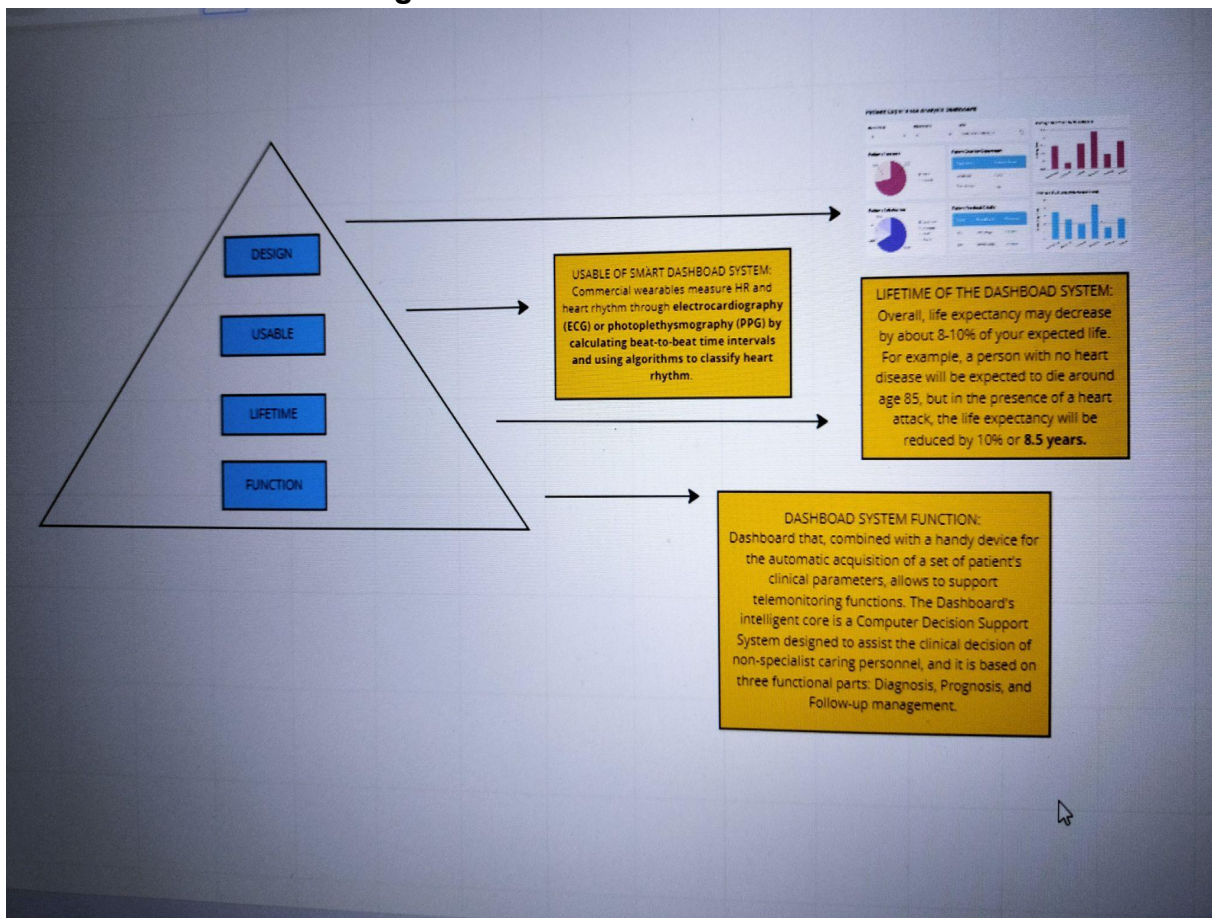 DESIGN
USABLE
LIFETIME
FUNCTION
USABLE OF SMART DASHBOAD SYSTEM:
Commercial wearables measure HR and
heart rhythm through electrocardiography
(ECG) or photoplethysmography (PPG) by
calculating beat-to-beat time intervals
and using algorithms to classify heart
rhythm.
LIFETIME OF THE DASHBOAD SYSTEM:
Overall, life expectancy may decrease
by about 8-10% of your expected life.
For example, a person with no heart
disease will be expected to die around
age 85, but in the presence of a heart
attack, the life expectancy will be
reduced by 10% or 8.5 years.
DASHBOAD SYSTEM FUNCTION:
Dashboard that, combined with a handy device for
the automatic acquisition of a set of patient's
clinical parameters, allows to support
telemonitoring functions. The Dashboard's
intelligent core is a Computer Decision Support
System designed to assist the clinical decision of
non-specialist caring personnel, and it is based on
three functional parts: Diagnosis, Prognosis, and
Follow-up management.